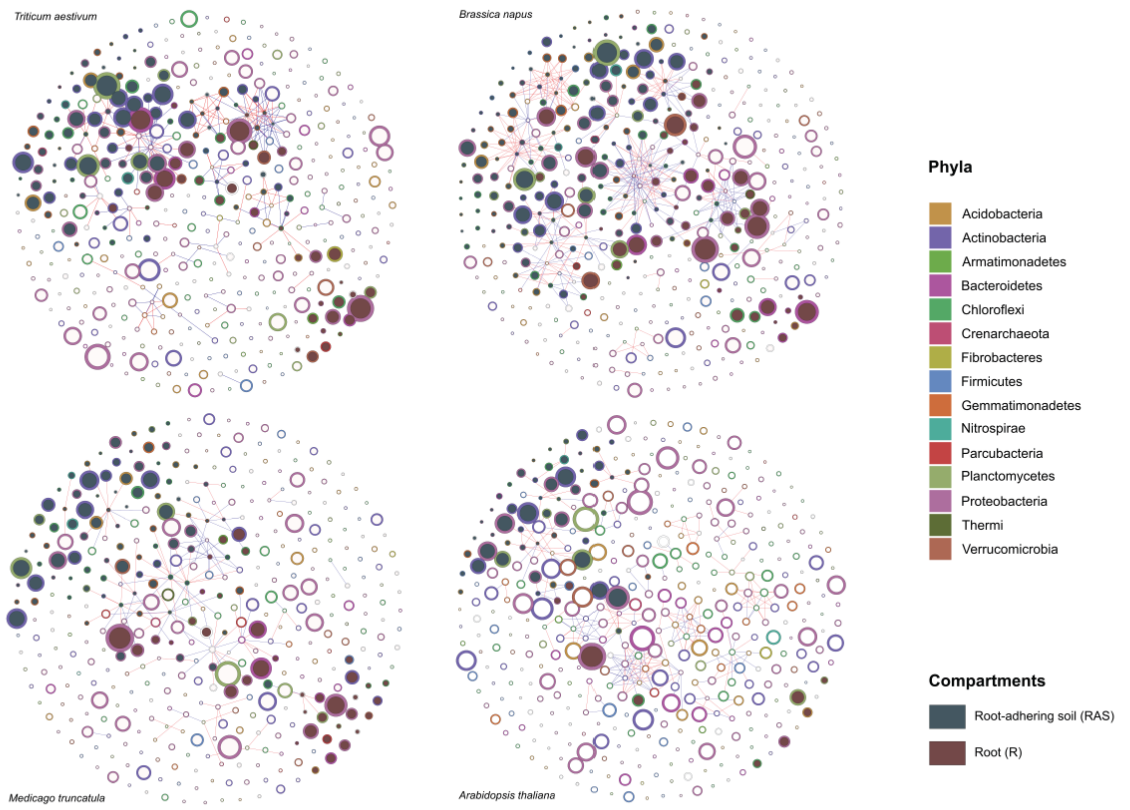 Triticum aestivum
Brassica napus
Phyla
Acidobacteria
Actinobacteria
Armatimonadetes
Bacteroidetes
Chloroflexi
Crenarchaeota
Fibrobacteres
Firmicutes
Gemmatimonadetes
Nitrospirae
Parcubacteria
Planctomycetes
Proteobacteria
Thermi
Verrucomicrobia
Compartments
Root-adhering soil (RAS)
Root (R)
Medicago truncatula
Arabidopsis thaliana